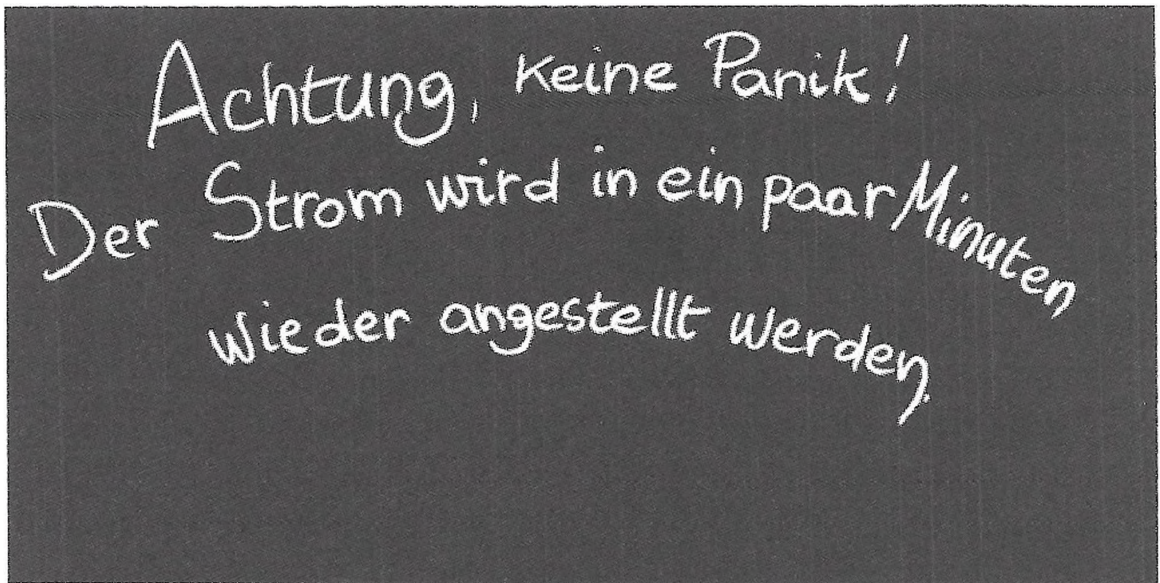 Achtung, keine Panik!
Der Strom wird in ein paar Minuten
wieder angestellt werden.